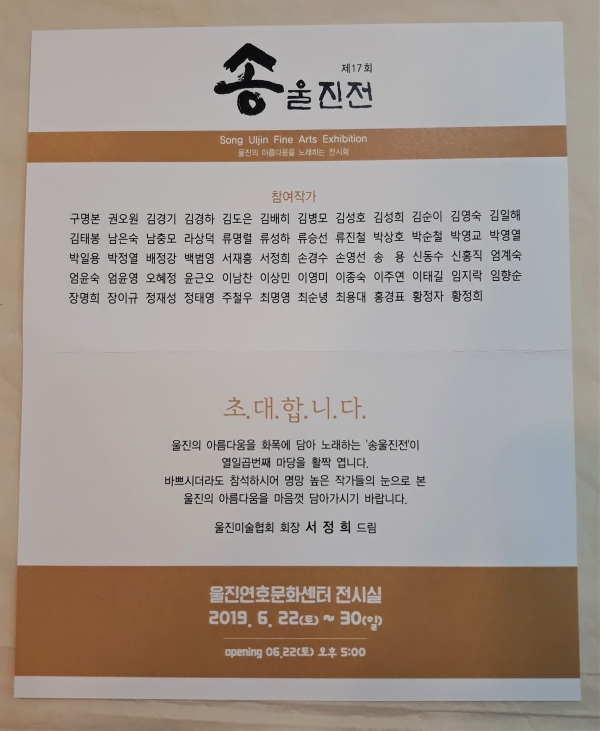 제17회
송울진전
Song Uljin Fine Arts Exhibition
울진의 아름다움을 노래하는 전시회
참여작가
구명본 권오원 김경기 김경하 김도은 김배히 김병모 김성호 김성희 김순이 김영숙 김일해
김태봉 남은숙 남충모 라상덕 류명렬 류성하 류승선 류진철 박상호 박순철 박영교 박영열
박일용 박정열 배정강 백범영 서재흥 서정희 손경수 손영선 송 용 신동수 신홍직 엄계숙
엄윤숙 엄윤영 오혜정 윤근오 이남찬 이상민 이영미 이종숙 이주연 이태길 임지락 임향순
장명희 장이규 정재성 정태영 주철우 최명영 최순녕 최용대 홍경표 황정자 황정희
초.대.합.니.다.
울진의 아름다움을 화폭에 담아 노래하는 '송울진전'이
열일곱번째 마당을 활짝 엽니다.
바쁘시더라도 참석하시어 명망 높은 작가들의 눈으로 본
울진의 아름다움을 마음껏 담아가시기 바랍니다.
울진미술협회 회장 서 정 희 드림
울진연호문화센터 전시실
2019. 6. 22(토) ~ 30(일)
opening 06.22(토) 오후 5:00